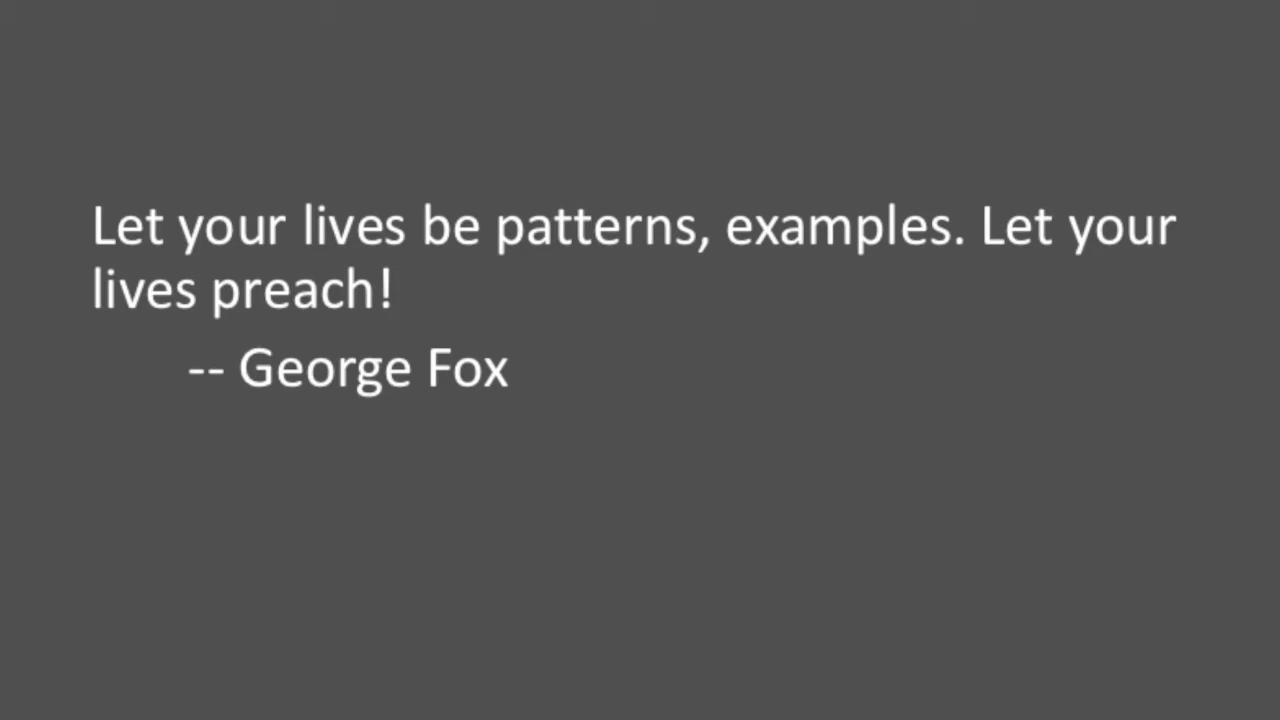 Let your lives be patterns, examples. Let your
lives preach!
-- George Fox